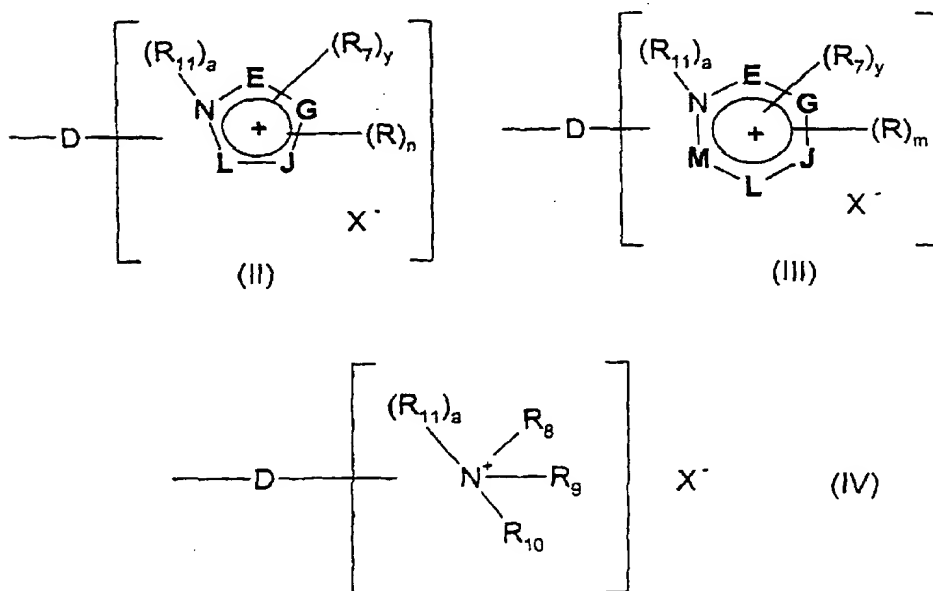 (R₁₁)ₐ E (R₇)ᵧ (R₁₁)ₐ E (R₇)ᵧ
N G N G
— D — + (R)ₙ — D — + (R)ₘ
L J M J
X⁻ L X⁻
(II) (III)
(R₁₁)ₐ R₈
— D — N⁺ R₉ X⁻ (IV)
R₁₀